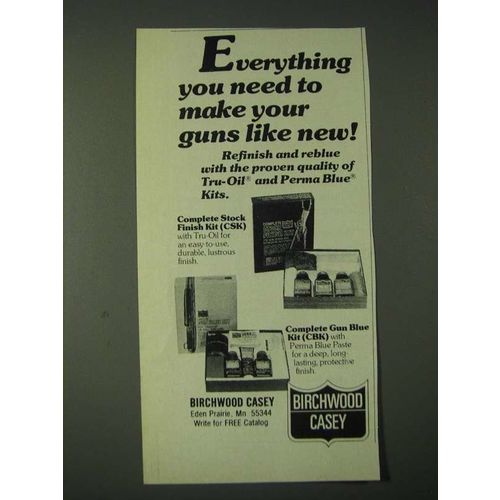 Everything
you need to
make your
guns like new!
Refinish and reblue
with the proven quality of
Tru-Oil® and Perma Blue®
Kits.
Complete Stock
Finish Kit (CSK)
with Tru-Oil for
an easy-to-use,
durable, lustrous
finish.
Complete Gun Blue
Kit (CBK) with
Perma Blue Paste
for a deep, long-
lasting, protective
finish.
BIRCHWOOD CASEY
Eden Prairie, Mn. 55344
Write for FREE Catalog
BIRCHWOOD
CASEY